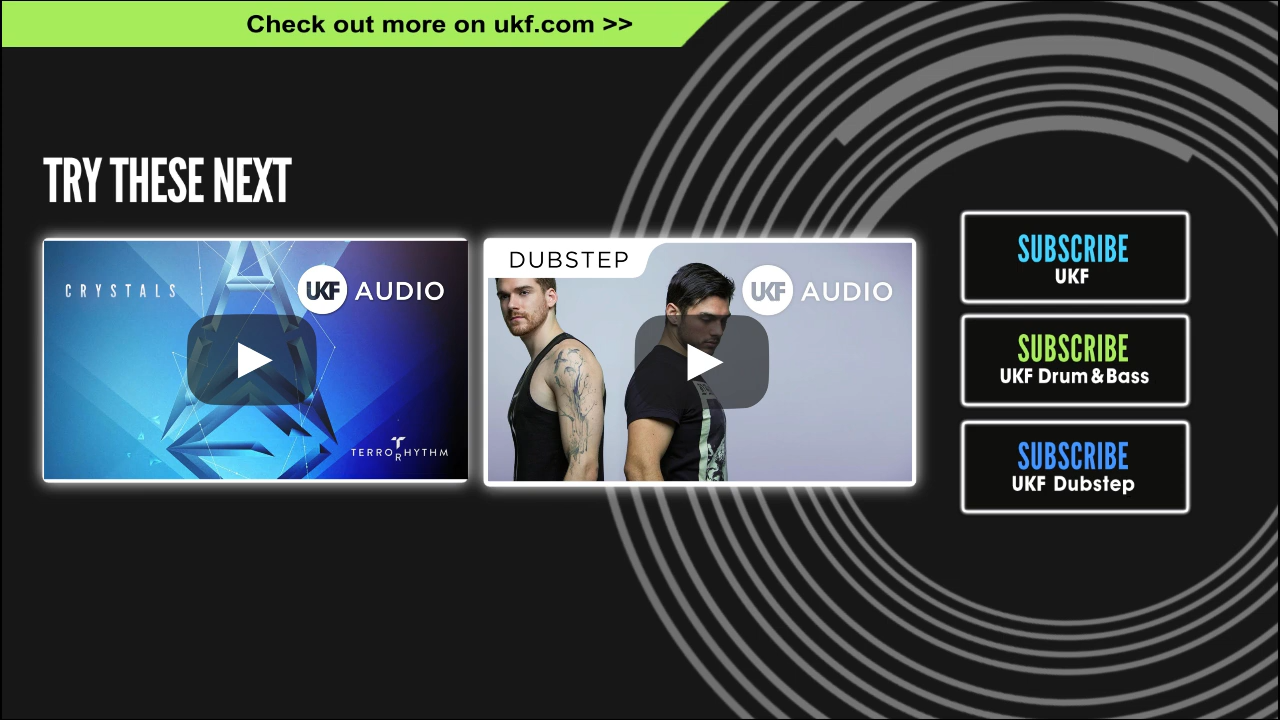 Check out more on ukf.com >>
TRY THESE NEXT
CRYSTALS
UKF AUDIO
TERRORHYTHM
DUBSTEP
UKF AUDIO
SUBSCRIBE
UKF
SUBSCRIBE
UKF Drum & Bass
SUBSCRIBE
UKF Dubstep